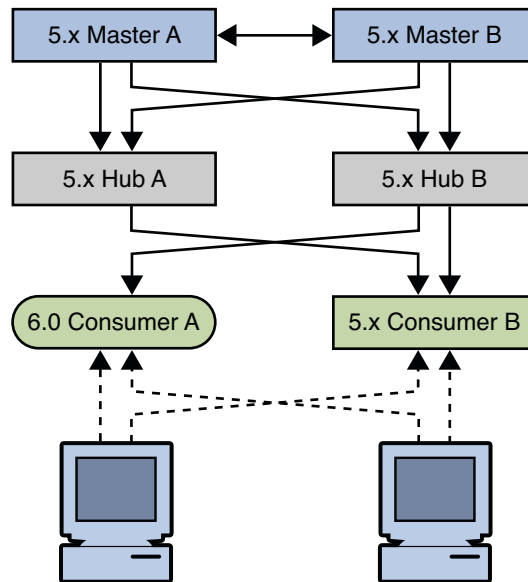 5.x Master A
5.x Master B
5.x Hub A
5.x Hub B
6.0 Consumer A
5.x Consumer B